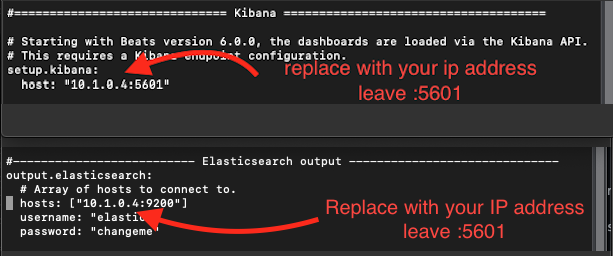 #============================ Kibana =====================================
# Starting with Beats version 6.0.0, the dashboards are loaded via the Kibana API.
# This requires a Kibana endpoint configuration.
setup.kibana:
host: "10.1.0.4:5601"
replace with your ip address
leave :5601
#-------------------------- Elasticsearch output ------------------------------
output.elasticsearch:
# Array of hosts to connect to.
hosts: ["10.1.0.4:9200"]
username: "elastic
password: "changeme"
Replace with your IP address
leave :5601